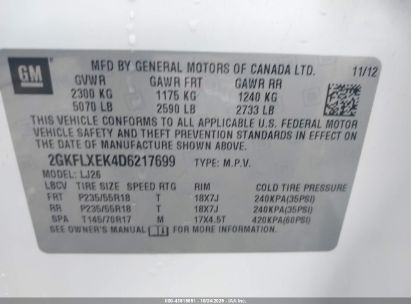 GM
MFD BY GENERAL MOTORS OF CANADA LTD. 11/12
GVWR GAWR FRT GAWR RR
2300 KG 1175 KG 1240 KG
5070 LB 2590 LB 2733 LB
THIS VEHICLE CONFORMS TO ALL APPLICABLE U.S. FEDERAL MOTOR
VEHICLE SAFETY AND THEFT PREVENTION STANDARDS IN EFFECT ON
THE DATE OF MANUFACTURE SHOWN ABOVE.
2GKFLXEK4D6217699 TYPE: M.P.V.
MODEL: LJ26
LBCV TIRE SIZE SPEED RTG RIM COLD TIRE PRESSURE
FRT P235/55R18 T 18X7J 240KPA(35PSI)
RR P235/55R18 T 18X7J 240KPA(35PSI)
SPA T145/70R17 M 17X4.5T 420KPA(60PSI)
SEE OWNER'S MANUAL FOR MORE INFORMATION.